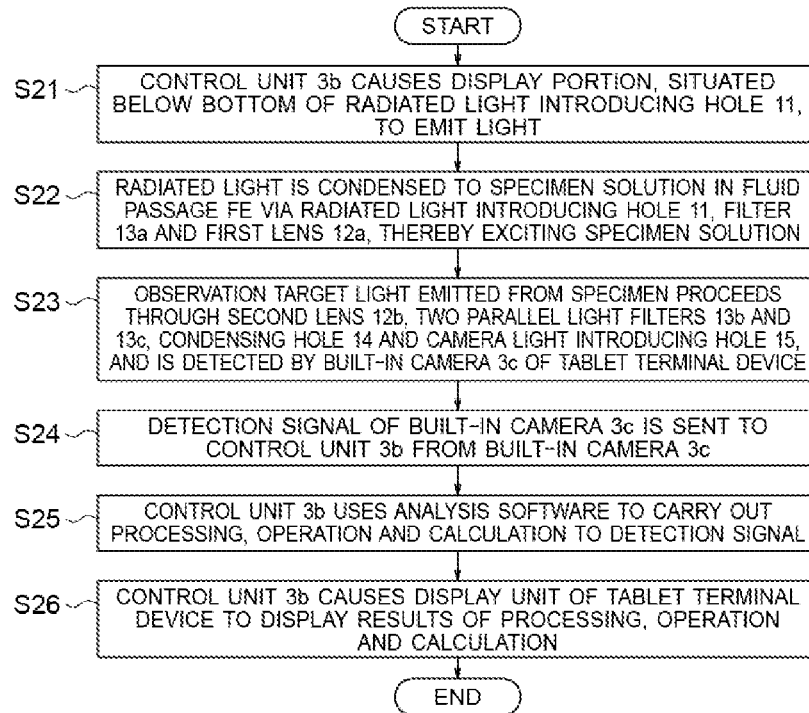 START
S21
CONTROL UNIT 3b CAUSES DISPLAY PORTION, SITUATED
BELOW BOTTOM OF RADIATED LIGHT INTRODUCING HOLE 11,
TO EMIT LIGHT
S22
RADIATED LIGHT IS CONDENSED TO SPECIMEN SOLUTION IN FLUID
PASSAGE FE VIA RADIATED LIGHT INTRODUCING HOLE 11, FILTER
13a AND FIRST LENS 12a, THEREBY EXCITING SPECIMEN SOLUTION
S23
OBSERVATION TARGET LIGHT EMITTED FROM SPECIMEN PROCEEDS
THROUGH SECOND LENS 12b, TWO PARALLEL LIGHT FILTERS 13b AND
13c, CONDENSING HOLE 14 AND CAMERA LIGHT INTRODUCING HOLE 15,
AND IS DETECTED BY BUILT-IN CAMERA 3c OF TABLET TERMINAL DEVICE
S24
DETECTION SIGNAL OF BUILT-IN CAMERA 3c IS SENT TO
CONTROL UNIT 3b FROM BUILT-IN CAMERA 3c
S25
CONTROL UNIT 3b USES ANALYSIS SOFTWARE TO CARRY OUT
PROCESSING, OPERATION AND CALCULATION TO DETECTION SIGNAL
S26
CONTROL UNIT 3b CAUSES DISPLAY UNIT OF TABLET TERMINAL
DEVICE TO DISPLAY RESULTS OF PROCESSING, OPERATION
AND CALCULATION
END